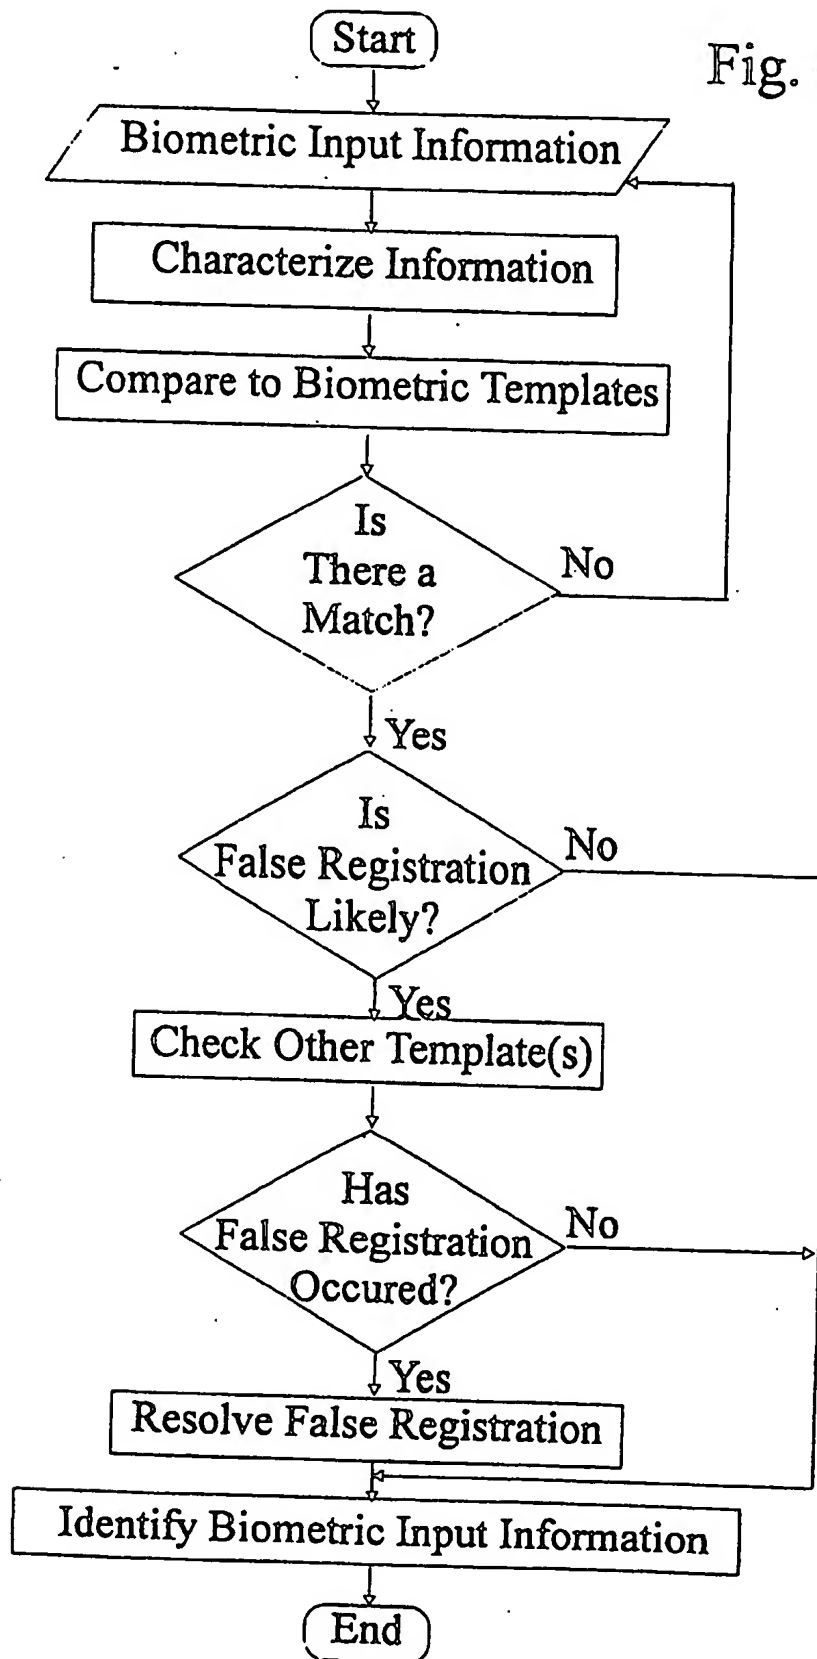 Start
Fig.
Biometric Input Information
Characterize Information
Compare to Biometric Templates
Is
There a
Match?
No
Yes
Is
False Registration
Likely?
No
Yes
Check Other Template(s)
Has
False Registration
Occured?
No
Yes
Resolve False Registration
Identify Biometric Input Information
End